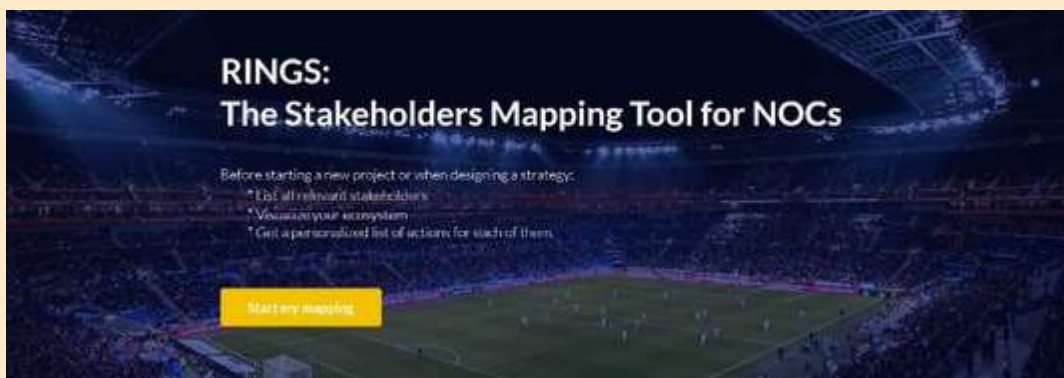 RINGS:
The Stakeholders Mapping Tool for NOCs
Before starting a new project or when designing a strategy:
* List all relevant stakeholders
* Visualize your ecosystem
* Get a personalized list of actions for each of them
Start my mapping